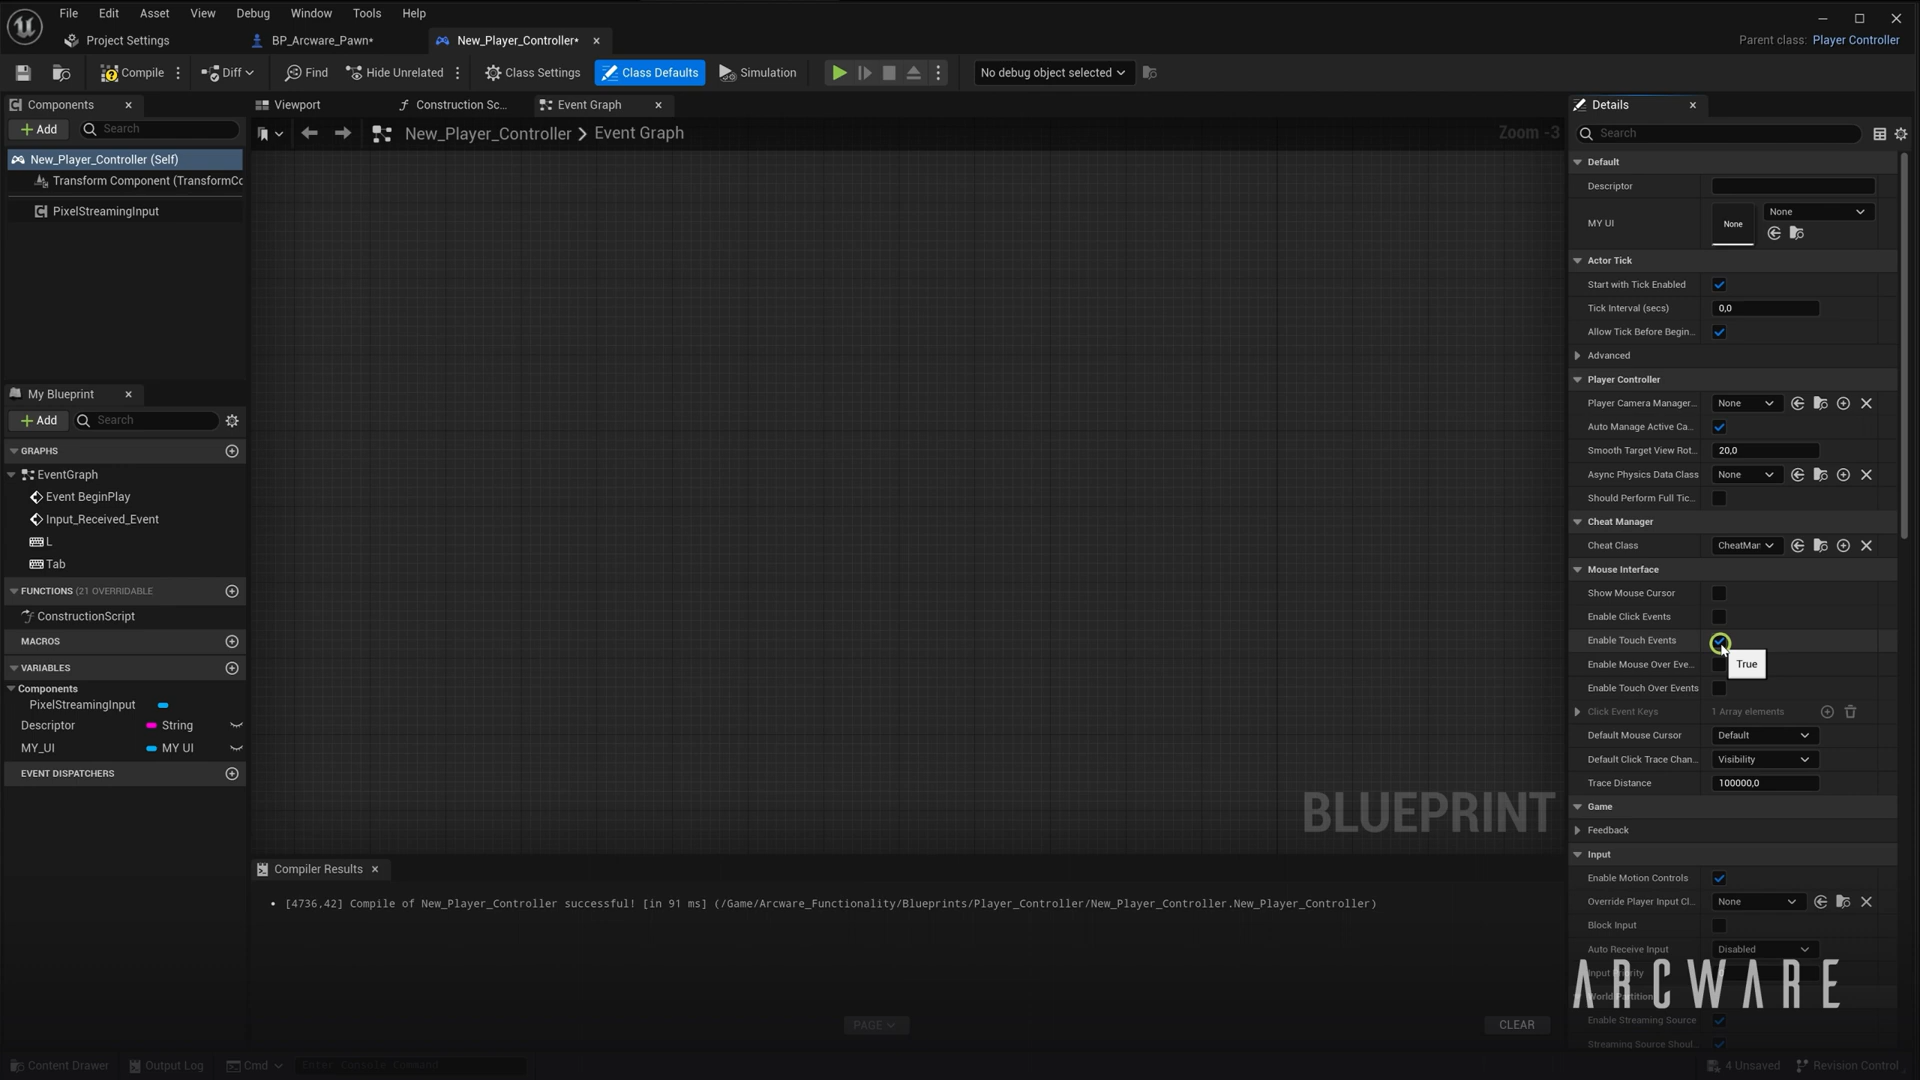 File Edit Asset View Debug Window Tools Help
Project Settings BP_Arcware_Pawn* New_Player_Controller*
Parent class: Player Controller
Compile Diff Find Hide Unrelated Class Settings Class Defaults Simulation No debug object selected
Components
Add Search
New_Player_Controller (Self)
Transform Component (TransformCo
PixelStreamingInput
My Blueprint
Add Search
GRAPHS
EventGraph
Event BeginPlay
Input_Received_Event
L
Tab
FUNCTIONS (21 OVERRIDABLE
ConstructionScript
MACROS
VARIABLES
Components
PixelStreamingInput
Descriptor String
MY_UI MY UI
EVENT DISPATCHERS
Viewport Construction Sc... Event Graph
New_Player_Controller > Event Graph Zoom -3
BLUEPRINT
Compiler Results
• [4736,42] Compile of New_Player_Controller successful! [in 91 ms] (/Game/Arcware_Functionality/Blueprints/Player_Controller/New_Player_Controller.New_Player_Controller)
PAGE CLEAR
Details
Search
Default
Descriptor
MY UI None None
Actor Tick
Start with Tick Enabled
Tick Interval (secs) 0,0
Allow Tick Before Begin...
Advanced
Player Controller
Player Camera Manager... None
Auto Manage Active Ca...
Smooth Target View Rot... 20,0
Async Physics Data Class None
Should Perform Full Tic...
Cheat Manager
Cheat Class CheatMar
Mouse Interface
Show Mouse Cursor
Enable Click Events
Enable Touch Events
True
Enable Mouse Over Eve...
Enable Touch Over Events
Click Event Keys 1 Array elements
Default Mouse Cursor Default
Default Click Trace Chan... Visibility
Trace Distance 100000,0
Game
Feedback
Input
Enable Motion Controls
Override Player Input Cl... None
Block Input
Auto Receive Input Disabled
Input Priority
World Partition
Enable Streaming Source
Streaming Source Shoul...
ARCWARE
Content Drawer Output Log Cmd Enter Console Command
4 Unsaved Revision Control